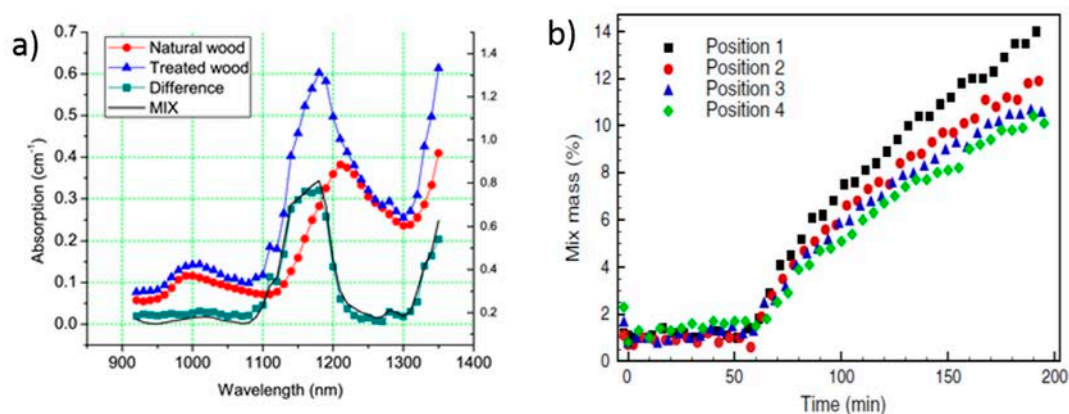 a)
Natural wood
Treated wood
Difference
MIX
Absorption (cm⁻¹)
0.7
0.6
0.5
0.4
0.3
0.2
0.1
0.0
1.4
1.2
1.0
0.8
0.6
0.4
0.2
900 1000 1100 1200 1300 1400
Wavelength (nm)
b)
Position 1
Position 2
Position 3
Position 4
Mix mass (%)
14
12
10
8
6
4
2
0
0 50 100 150 200
Time (min)